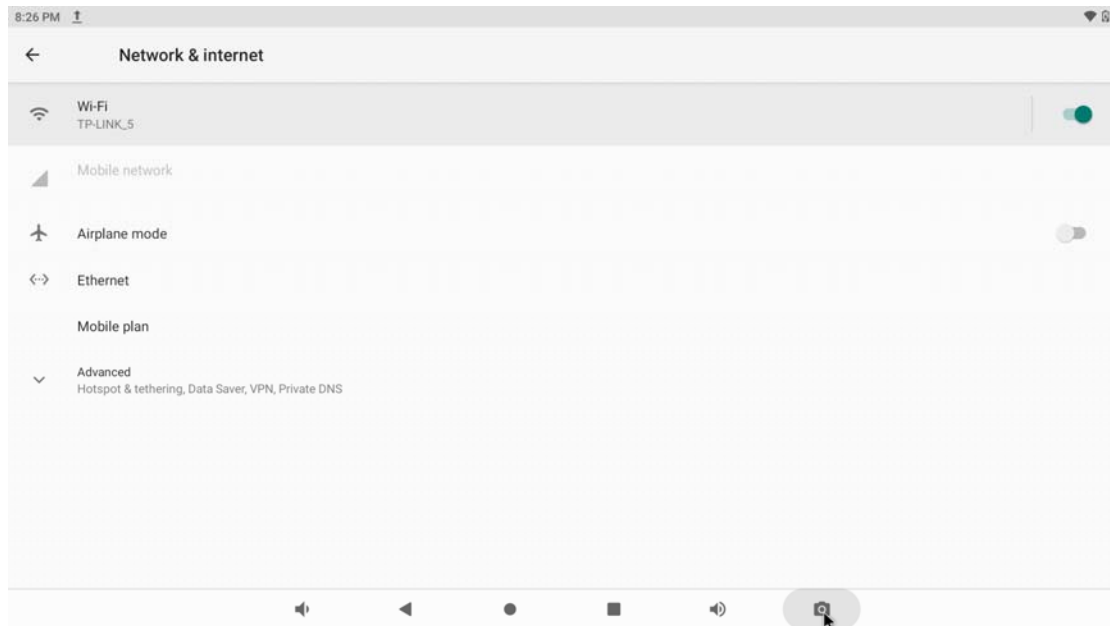 8:26 PM
Network & internet
Wi-Fi
TP-LINK_5
Mobile network
Airplane mode
Ethernet
Mobile plan
Advanced
Hotspot & tethering, Data Saver, VPN, Private DNS